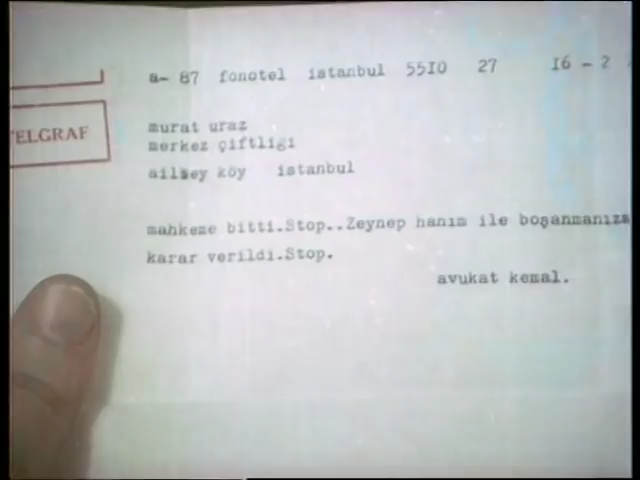 a- 87 fonotel istanbul 5510 27 16 - 2
TELGRAF
murat uraz
merkez çiftligi
ailbey köy istanbul
mahkeme bitti.Stop..Zeynep hanım ile boşanmanıza
karar verildi.Stop.
avukat kemal.